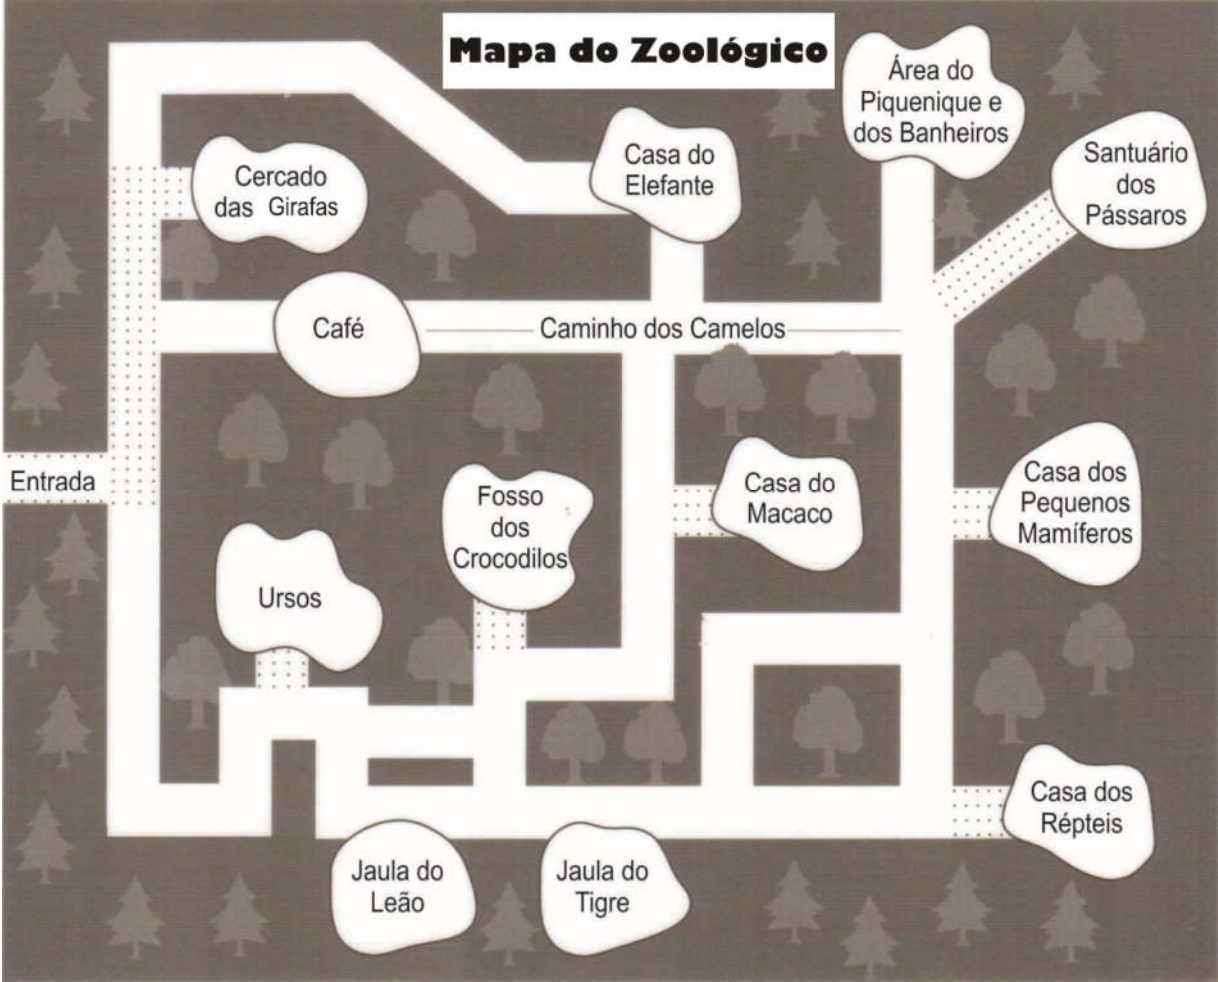 Mapa do Zoológico
Área do
Piquenique e
dos Banheiros
Casa do
Elefante
Santuário
dos
Pássaros
Cercado
das Girafas
Café
Caminho dos Camelos
Entrada
Casa do
Macaco
Casa dos
Pequenos
Mamíferos
Fosso
dos
Crocodilos
Ursos
Casa dos
Répteis
Jaula do
Leão
Jaula do
Tigre